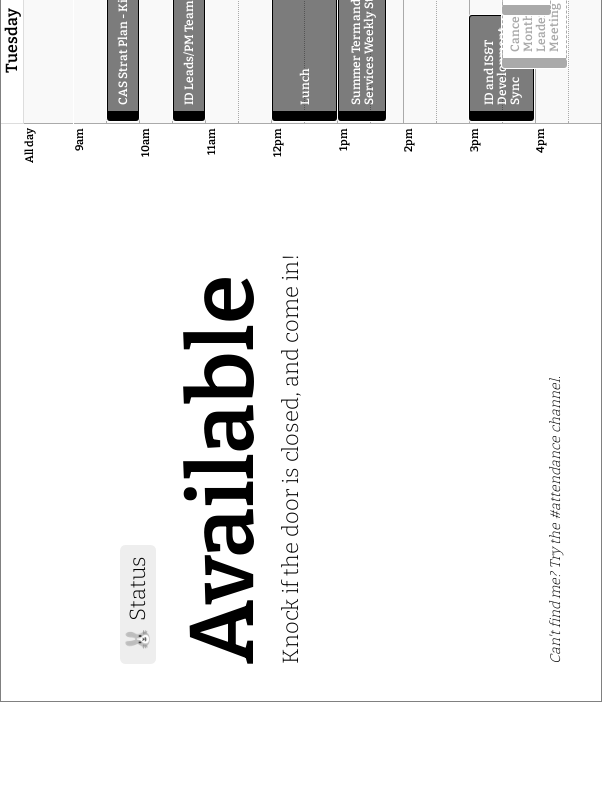 Status
Available
Knock if the door is closed, and come in!
Can't find me? Try the #attendance channel.
Tuesday
All day
9am
CAS Strat Plan - Ki
10am
ID Leads/PM Team
11am
12pm
Lunch
1pm
Summer Term and
Services Weekly St
2pm
3pm
ID and IS&T
Sync
Cance
Month
Leade
Meeting
4pm